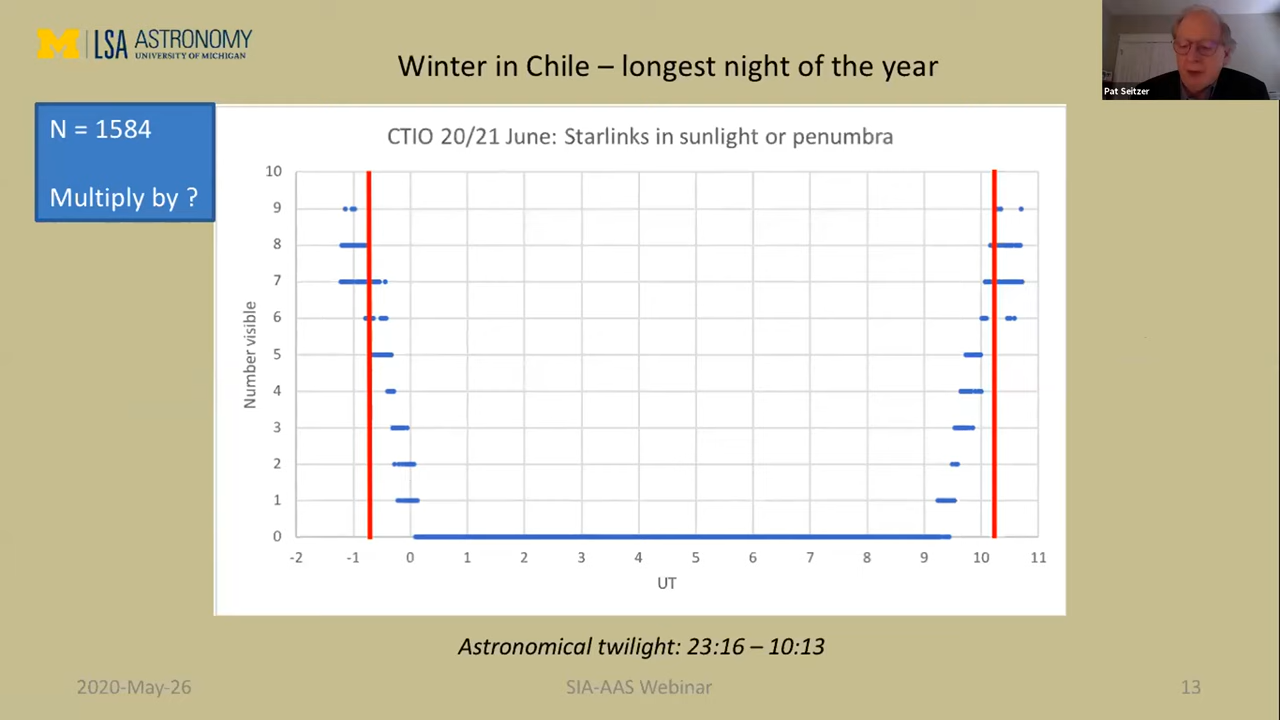 M LSA ASTRONOMY
UNIVERSITY OF MICHIGAN
Winter in Chile – longest night of the year
Pat Seitzer
N = 1584
Multiply by ?
CTIO 20/21 June: Starlinks in sunlight or penumbra
Number visible
10
9
8
7
6
5
4
3
2
1
0
-2 -1 0 1 2 3 4 5 6 7 8 9 10 11
UT
Astronomical twilight: 23:16 – 10:13
2020-May-26 SIA-AAS Webinar 13